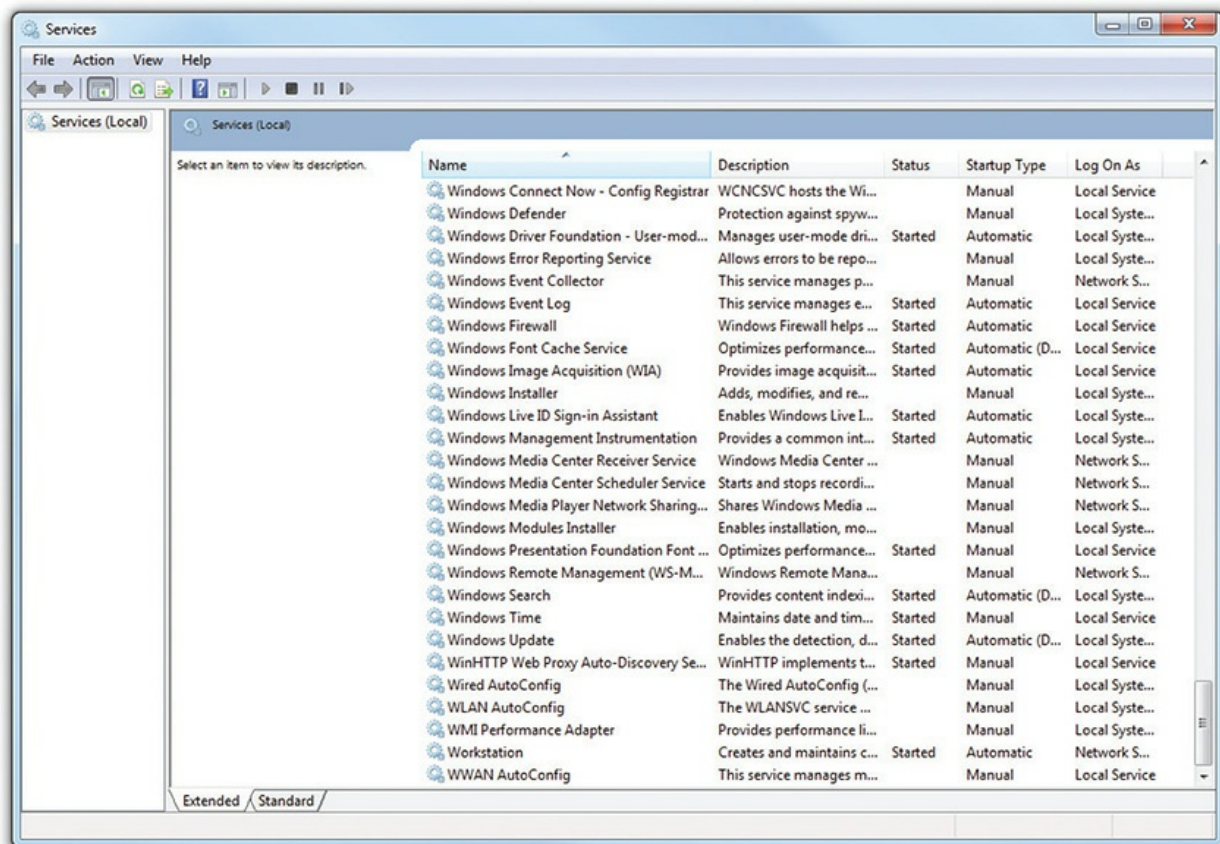 Services
File Action View Help
Services (Local)
Services (Local)
Select an item to view its description.
Name Description Status Startup Type Log On As
Windows Connect Now - Config Registrar WCNCSVC hosts the Wi... Manual Local Service
Windows Defender Protection against spyw... Manual Local Syste...
Windows Driver Foundation - User-mod... Manages user-mode dri... Started Automatic Local Syste...
Windows Error Reporting Service Allows errors to be repo... Manual Local Syste...
Windows Event Collector This service manages p... Manual Network S...
Windows Event Log This service manages e... Started Automatic Local Service
Windows Firewall Windows Firewall helps ... Started Automatic Local Service
Windows Font Cache Service Optimizes performance... Started Automatic (D... Local Service
Windows Image Acquisition (WIA) Provides image acquisit... Started Automatic Local Service
Windows Installer Adds, modifies, and re... Manual Local Syste...
Windows Live ID Sign-in Assistant Enables Windows Live I... Started Automatic Local Syste...
Windows Management Instrumentation Provides a common int... Started Automatic Local Syste...
Windows Media Center Receiver Service Windows Media Center ... Manual Network S...
Windows Media Center Scheduler Service Starts and stops recordi... Manual Network S...
Windows Media Player Network Sharing... Shares Windows Media ... Manual Network S...
Windows Modules Installer Enables installation, mo... Manual Local Syste...
Windows Presentation Foundation Font ... Optimizes performance... Started Manual Local Service
Windows Remote Management (WS-M... Windows Remote Mana... Manual Network S...
Windows Search Provides content indexi... Started Automatic (D... Local Syste...
Windows Time Maintains date and tim... Started Manual Local Service
Windows Update Enables the detection, d... Started Automatic (D... Local Syste...
WinHTTP Web Proxy Auto-Discovery Se... WinHTTP implements t... Started Manual Local Service
Wired AutoConfig The Wired AutoConfig (... Manual Local Syste...
WLAN AutoConfig The WLANSVC service ... Manual Local Syste...
WMI Performance Adapter Provides performance li... Manual Local Syste...
Workstation Creates and maintains c... Started Automatic Network S...
WWAN AutoConfig This service manages m... Manual Local Service
Extended Standard